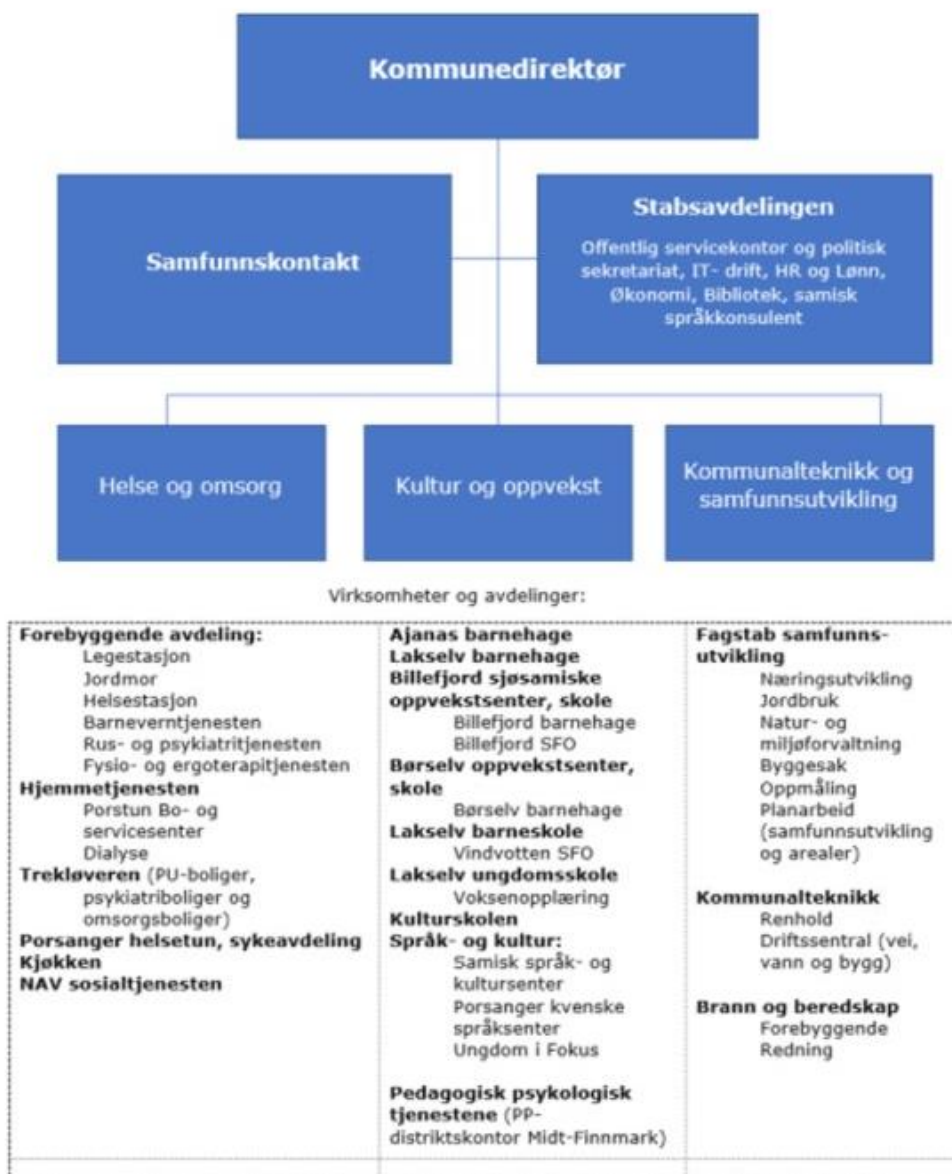 Kommunedirektør
Samfunnskontakt
Stabsavdelingen
Offentlig servicekontor og politisk
sekretariat, IT- drift, HR og Lønn,
Økonomi, Bibliotek, samisk
språkkonsulent
Helse og omsorg
Kultur og oppvekst
Kommunalteknikk og
samfunnsutvikling
Virksomheter og avdelinger:
Forebyggende avdeling:
Legestasjon
Jordmor
Helsestasjon
Barneverntjenesten
Rus- og psykiatritjenesten
Fysio- og ergoterapitjenesten
Hjemmetjenesten
Porstun Bo- og
servicesenter
Dialyse
Trekløveren (PU-boliger,
psykiatriboliger og
omsorgsboliger)
Porsanger helsetun, sykeavdeling
Kjøkken
NAV sosialtjenesten
Ajanas barnehage
Lakselv barnehage
Billefjord sjøsamiske
oppvekstsenter, skole
Billefjord barnehage
Billefjord SFO
Børselv oppvekstsenter,
skole
Børselv barnehage
Lakselv barneskole
Vindvotten SFO
Lakselv ungdomsskole
Voksenopplæring
Kulturskolen
Språk- og kultur:
Samisk språk- og
kultursenter
Porsanger kvenske
språksenter
Ungdom i Fokus
Pedagogisk psykologisk
tjenestene (PP-
distriktskontor Midt-Finnmark)
Fagstab samfunns-
utvikling
Næringsutvikling
Jordbruk
Natur- og
miljøforvaltning
Byggesak
Oppmåling
Planarbeid
(samfunnsutvikling
og arealer)
Kommunalteknikk
Renhold
Driftssentral (vei,
vann og bygg)
Brann og beredskap
Forebyggende
Redning